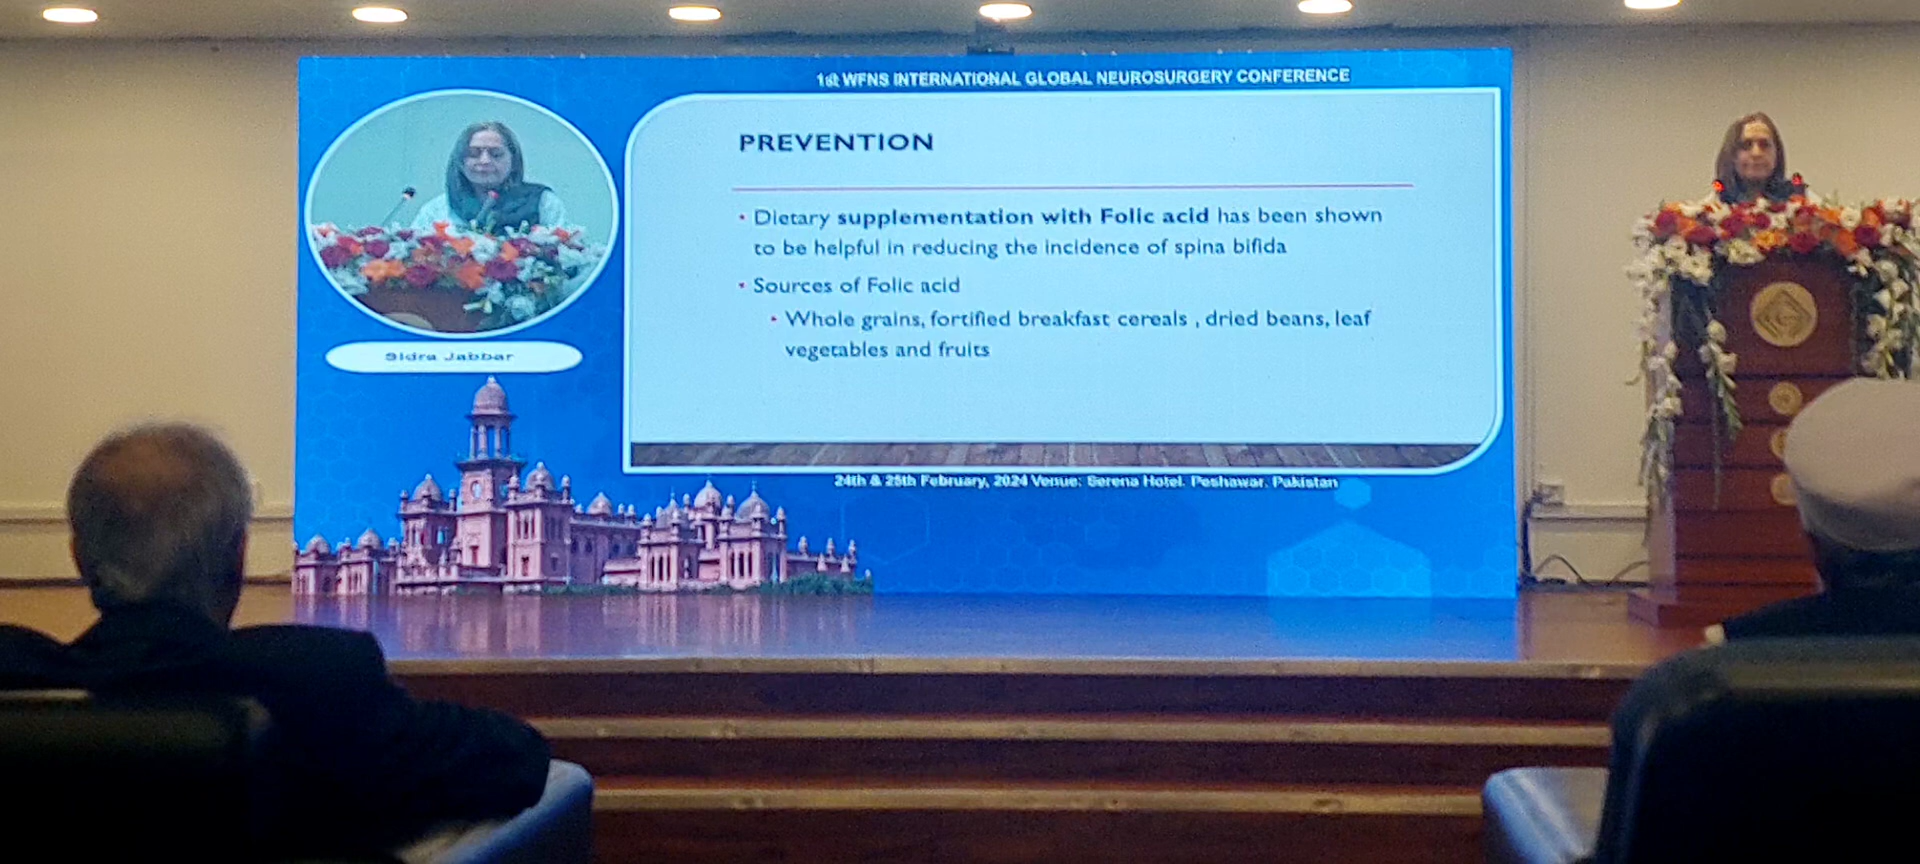 1st WFNS INTERNATIONAL GLOBAL NEUROSURGERY CONFERENCE
PREVENTION
• Dietary supplementation with Folic acid has been shown
to be helpful in reducing the incidence of spina bifida
• Sources of Folic acid
• Whole grains, fortified breakfast cereals , dried beans, leaf
vegetables and fruits
Sidra Jabbar
24th & 25th February, 2024 Venue: Serena Hotel. Peshawar. Pakistan